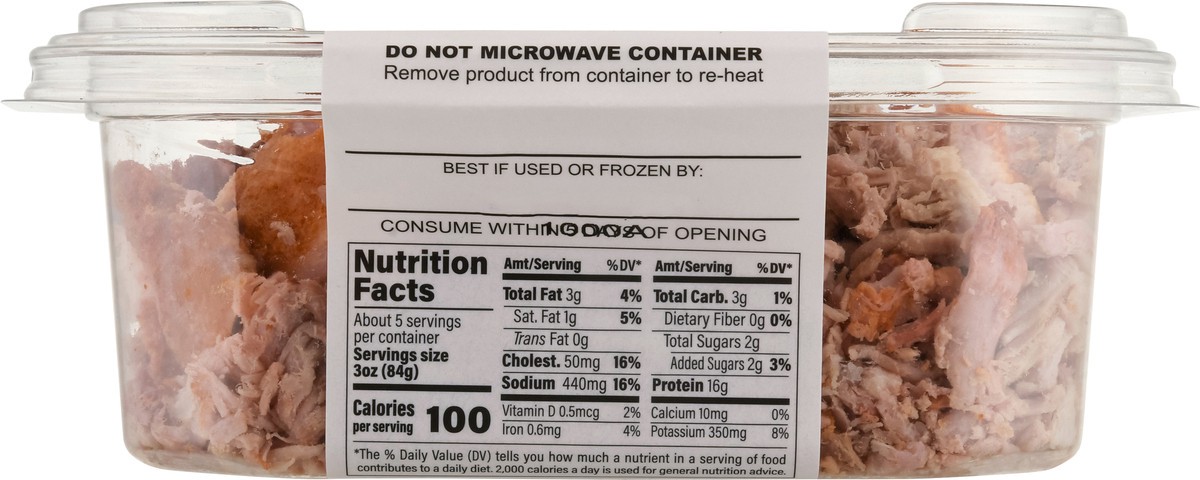 DO NOT MICROWAVE CONTAINER
Remove product from container to re-heat
BEST IF USED OR FROZEN BY:
CONSUME WITHIN 5 DAYS OF OPENING
Nutrition
Facts
About 5 servings
per container
Servings size
3oz (84g)
Calories
per serving 100
Amt/Serving %DV*
Total Fat 3g 4%
Sat. Fat 1g 5%
Trans Fat 0g
Cholest. 50mg 16%
Sodium 440mg 16%
Vitamin D 0.5mcg 2%
Iron 0.6mg 4%
Amt/Serving %DV*
Total Carb. 3g 1%
Dietary Fiber 0g 0%
Total Sugars 2g
Added Sugars 2g 3%
Protein 16g
Calcium 10mg 0%
Potassium 350mg 8%
*The % Daily Value (DV) tells you how much a nutrient in a serving of food
contributes to a daily diet. 2,000 calories a day is used for general nutrition advice.